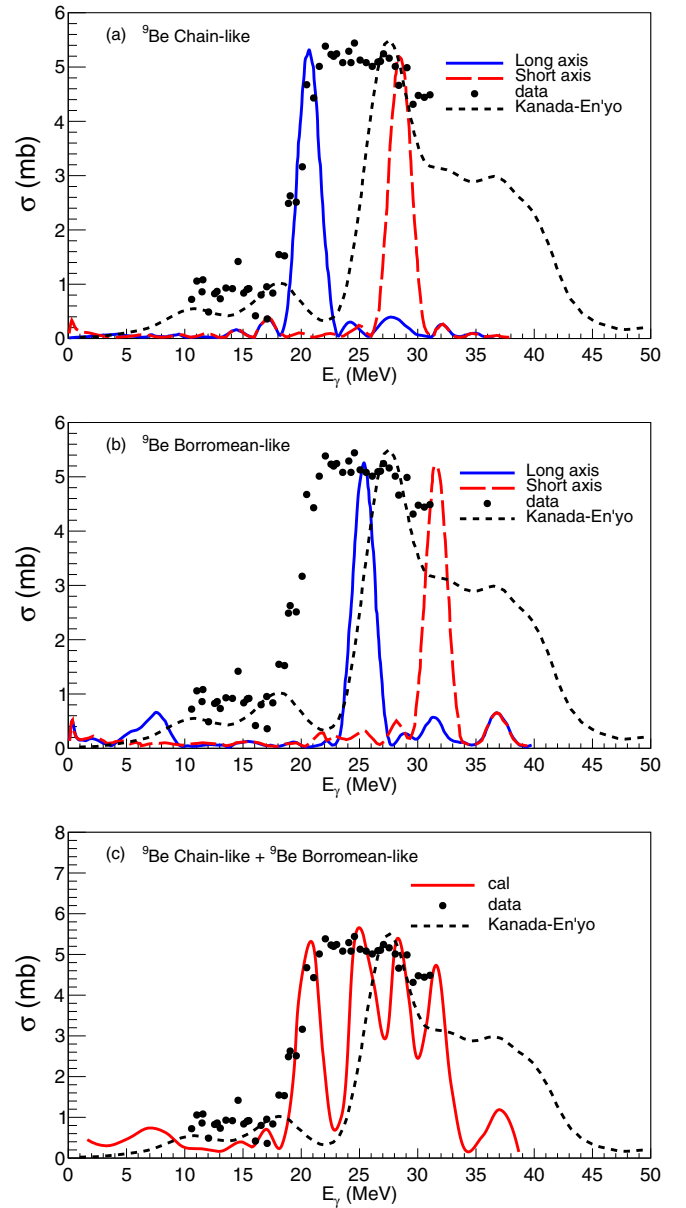 (a) ⁹Be Chain-like
Long axis
Short axis
data
Kanada-En'yo
σ (mb)
6
5
4
3
2
1
0
0 5 10 15 20 25 30 35 40 45 50
Eγ (MeV)
(b) ⁹Be Borromean-like
Long axis
Short axis
data
Kanada-En'yo
σ (mb)
6
5
4
3
2
1
0
0 5 10 15 20 25 30 35 40 45 50
Eγ (MeV)
(c) ⁹Be Chain-like + ⁹Be Borromean-like
cal
data
Kanada-En'yo
σ (mb)
8
7
6
5
4
3
2
1
0
0 5 10 15 20 25 30 35 40 45 50
Eγ (MeV)